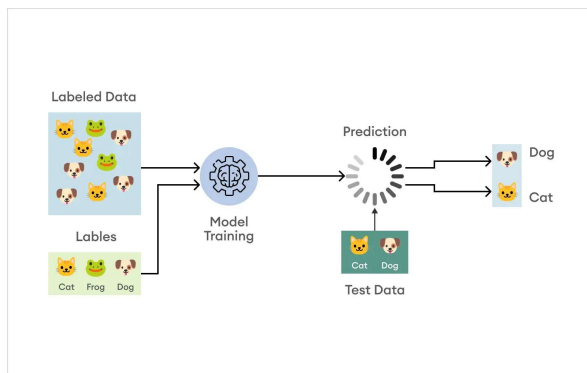 Labeled Data
Lables
Cat Frog Dog
Model
Training
Prediction
Cat Dog
Test Data
Dog
Cat